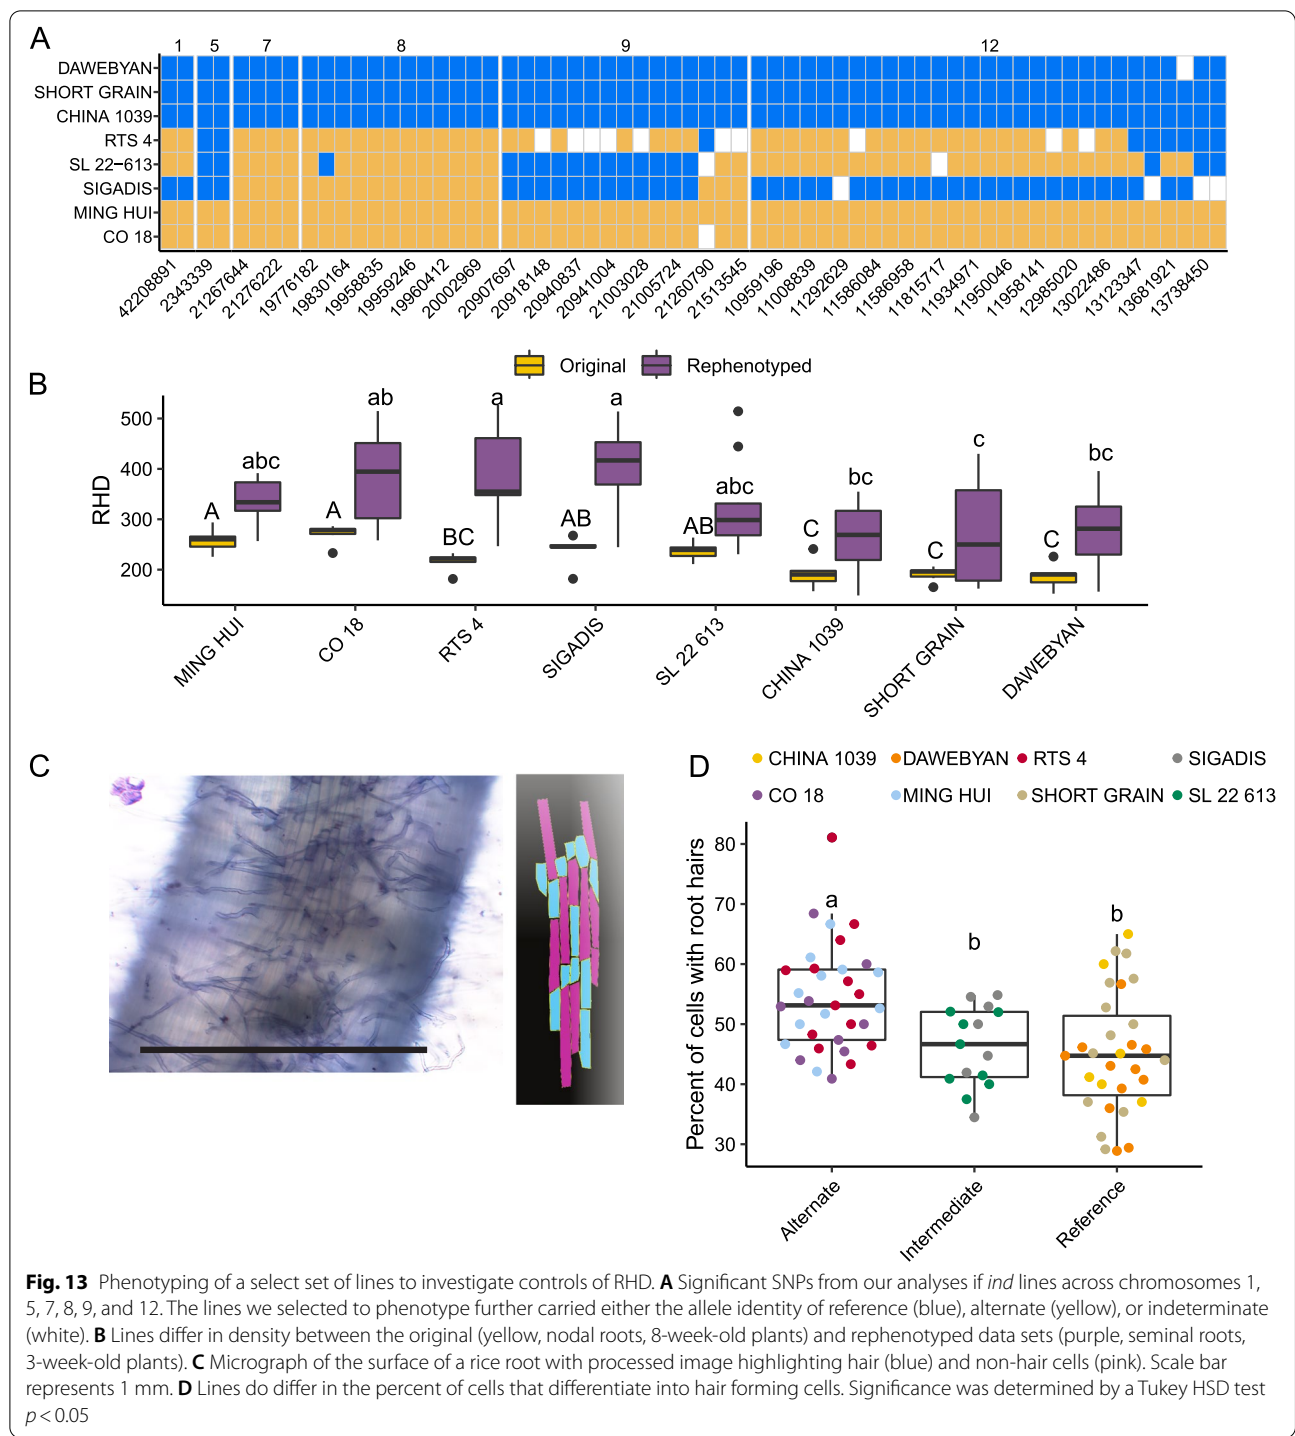 A
1 5 7 8 9 12
DAWEBYAN
SHORT GRAIN
CHINA 1039
RTS 4
SL 22−613
SIGADIS
MING HUI
CO 18
42208891 2343339 21267644 21276222 19776182 19830164 19958835 19959246 19960412 20002969 20907697 20918148 20940837 20941004 21003028 21005724 21260790 21513545 10959196 11008839 11292629 11586084 11586958 11815717 11934971 11950046 11958141 12985020 13022486 13123347 13681921 13738450
B
Original Rephenotyped
RHD
500
400
300
200
A abc A ab BC a AB a AB abc C bc C c C bc
MING HUI CO 18 RTS 4 SIGADIS SL 22 613 CHINA 1039 SHORT GRAIN DAWEBYAN
C
D
CHINA 1039 DAWEBYAN RTS 4 SIGADIS
CO 18 MING HUI SHORT GRAIN SL 22 613
Percent of cells with root hairs
80
70
60
50
40
30
a b b
Alternate Intermediate Reference
Fig. 13 Phenotyping of a select set of lines to investigate controls of RHD. A Significant SNPs from our analyses if ind lines across chromosomes 1,
5, 7, 8, 9, and 12. The lines we selected to phenotype further carried either the allele identity of reference (blue), alternate (yellow), or indeterminate
(white). B Lines differ in density between the original (yellow, nodal roots, 8-week-old plants) and rephenotyped data sets (purple, seminal roots,
3-week-old plants). C Micrograph of the surface of a rice root with processed image highlighting hair (blue) and non-hair cells (pink). Scale bar
represents 1 mm. D Lines do differ in the percent of cells that differentiate into hair forming cells. Significance was determined by a Tukey HSD test
p < 0.05